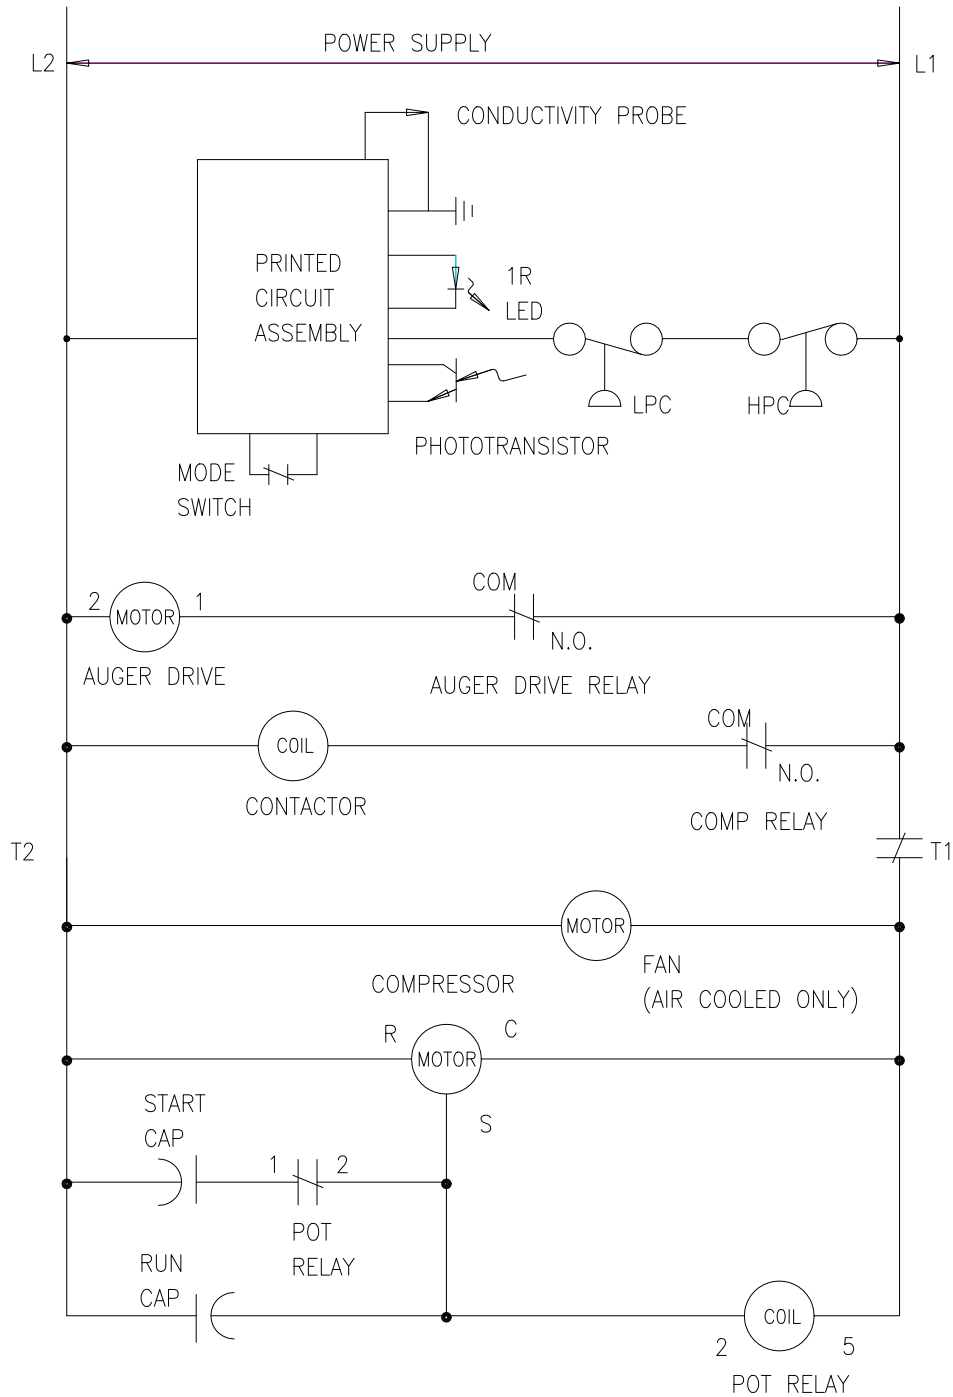 POWER SUPPLY
L2
L1
CONDUCTIVITY PROBE
PRINTED
CIRCUIT
ASSEMBLY
1R
LED
LPC
HPC
PHOTOTRANSISTOR
MODE
SWITCH
COM
2
MOTOR
1
N.O.
AUGER DRIVE
AUGER DRIVE RELAY
COM
COIL
N.O.
CONTACTOR
COMP RELAY
T2
T1
MOTOR
FAN
(AIR COOLED ONLY)
COMPRESSOR
R
C
MOTOR
S
START
CAP
1
2
POT
RELAY
RUN
CAP
COIL
2
5
POT RELAY